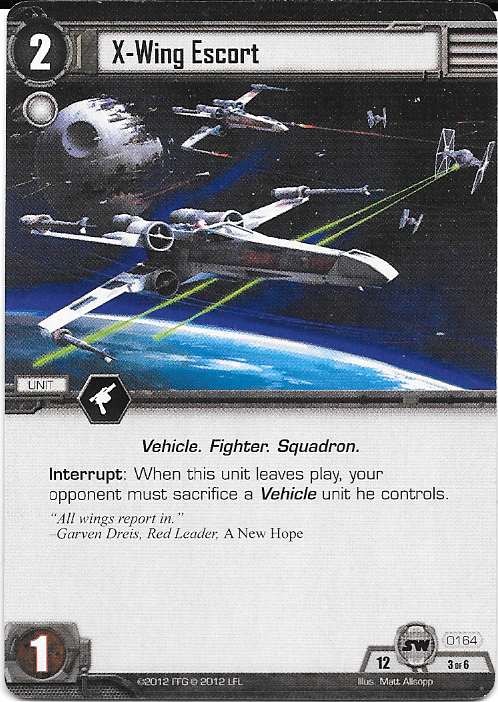 2
X-Wing Escort
UNIT
Vehicle. Fighter. Squadron.
Interrupt: When this unit leaves play, your
opponent must sacrifice a Vehicle unit he controls.
“All wings report in.”
–Garven Dreis, Red Leader, A New Hope
1
SW
0164
12
3 OF 6
©2012 FFG © 2012 LFL
Illus. Matt Allsopp